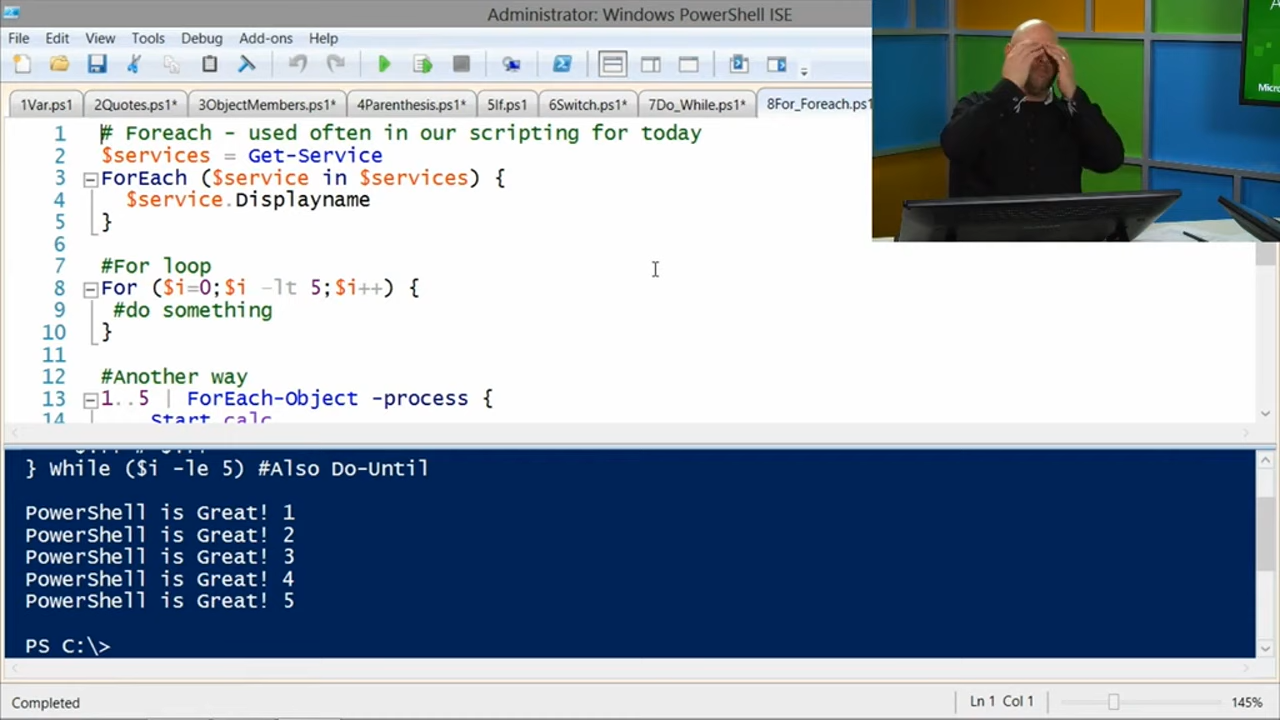 Administrator: Windows PowerShell ISE
File Edit View Tools Debug Add-ons Help
1Var.ps1 2Quotes.ps1* 3ObjectMembers.ps1* 4Parenthesis.ps1* 5If.ps1 6Switch.ps1* 7Do_While.ps1* 8For_Foreach.ps1
1 # Foreach - used often in our scripting for today
2 $services = Get-Service
3 ForEach ($service in $services) {
4 $service.Displayname
5 }
6
7 #For loop
8 For ($i=0;$i -lt 5;$i++) {
9 #do something
10 }
11
12 #Another way
13 1..5 | ForEach-Object -process {
14 Start calc
} While ($i -le 5) #Also Do-Until
PowerShell is Great! 1
PowerShell is Great! 2
PowerShell is Great! 3
PowerShell is Great! 4
PowerShell is Great! 5
PS C:\>
Completed Ln 1 Col 1 145%